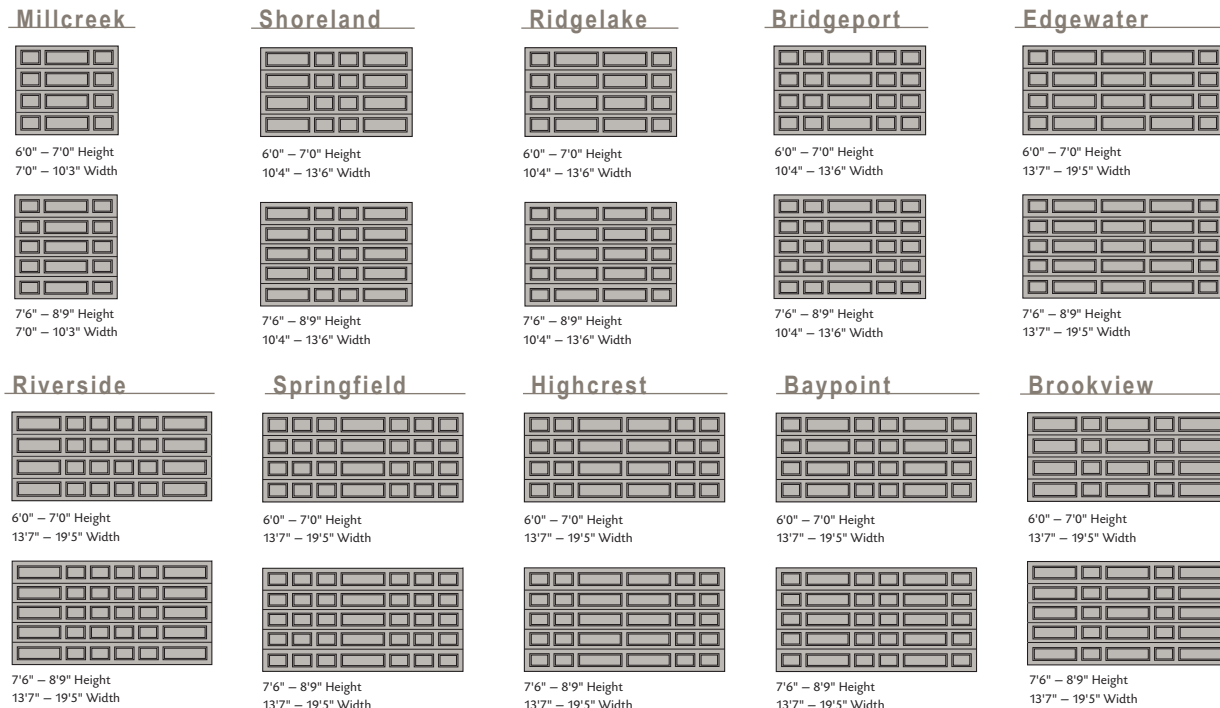 Millcreek
6'0" – 7'0" Height
7'0" – 10'3" Width
7'6" – 8'9" Height
7'0" – 10'3" Width
Shoreland
6'0" – 7'0" Height
10'4" – 13'6" Width
7'6" – 8'9" Height
10'4" – 13'6" Width
Ridgelake
6'0" – 7'0" Height
10'4" – 13'6" Width
7'6" – 8'9" Height
10'4" – 13'6" Width
Bridgeport
6'0" – 7'0" Height
10'4" – 13'6" Width
7'6" – 8'9" Height
10'4" – 13'6" Width
Edgewater
6'0" – 7'0" Height
13'7" – 19'5" Width
7'6" – 8'9" Height
13'7" – 19'5" Width
Riverside
6'0" – 7'0" Height
13'7" – 19'5" Width
7'6" – 8'9" Height
13'7" – 19'5" Width
Springfield
6'0" – 7'0" Height
13'7" – 19'5" Width
7'6" – 8'9" Height
13'7" – 19'5" Width
Highcrest
6'0" – 7'0" Height
13'7" – 19'5" Width
7'6" – 8'9" Height
13'7" – 19'5" Width
Baypoint
6'0" – 7'0" Height
13'7" – 19'5" Width
7'6" – 8'9" Height
13'7" – 19'5" Width
Brookview
6'0" – 7'0" Height
13'7" – 19'5" Width
7'6" – 8'9" Height
13'7" – 19'5" Width